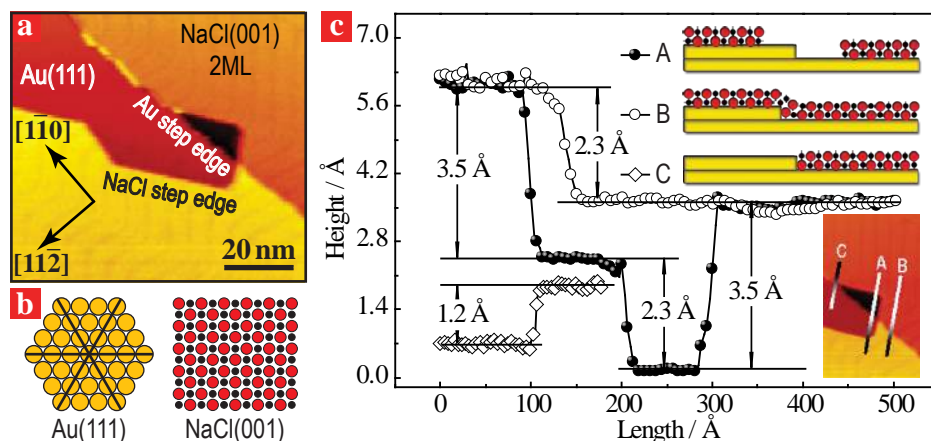 a
NaCl(001)
2ML
Au(111)
Au step edge
NaCl step edge
[11̄0]
[112̄]
20 nm
b
Au(111)
NaCl(001)
c
Height / Å
7.0
5.6
4.2
2.8
1.4
0.0
3.5 Å
2.3 Å
1.2 Å
2.3 Å
3.5 Å
A
B
C
C
A
B
0
100
200
300
400
500
Length / Å